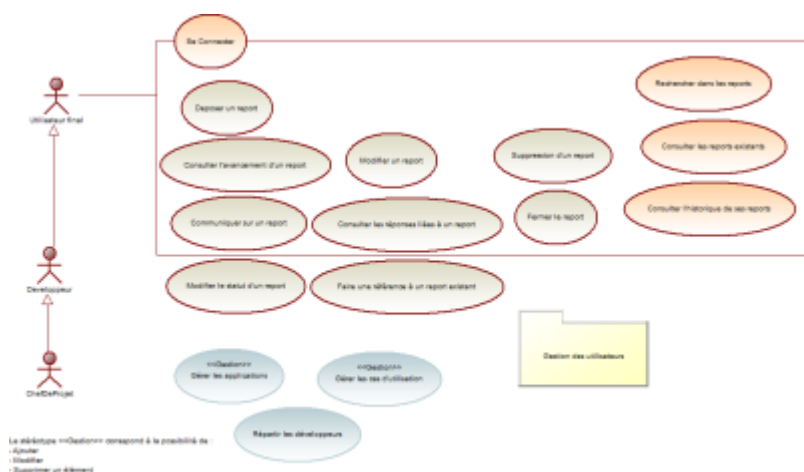 Se Connecter
Rechercher dans les reports
Utilisateur final
Deposer un report
Consulter l'avancement d'un report
Modifier un report
Suppression d'un report
Consulter les reports existants
Communiquer sur un report
Consulter les réponses liées à un report
Fermer le report
Consulter l'historique de ses reports
Developpeur
Modifier le statut d'un report
Faire une référence à un report existant
Gestion des utilisateurs
<<Gestion>>
Gérer les applications
<<Gestion>>
Gérer les cas d'utilisation
ChefDeProjet
Répartir les développeurs
Le stéréotype <<Gestion>> correspond à la possibilité de :
- Ajouter
- Modifier
- Supprimer un élément